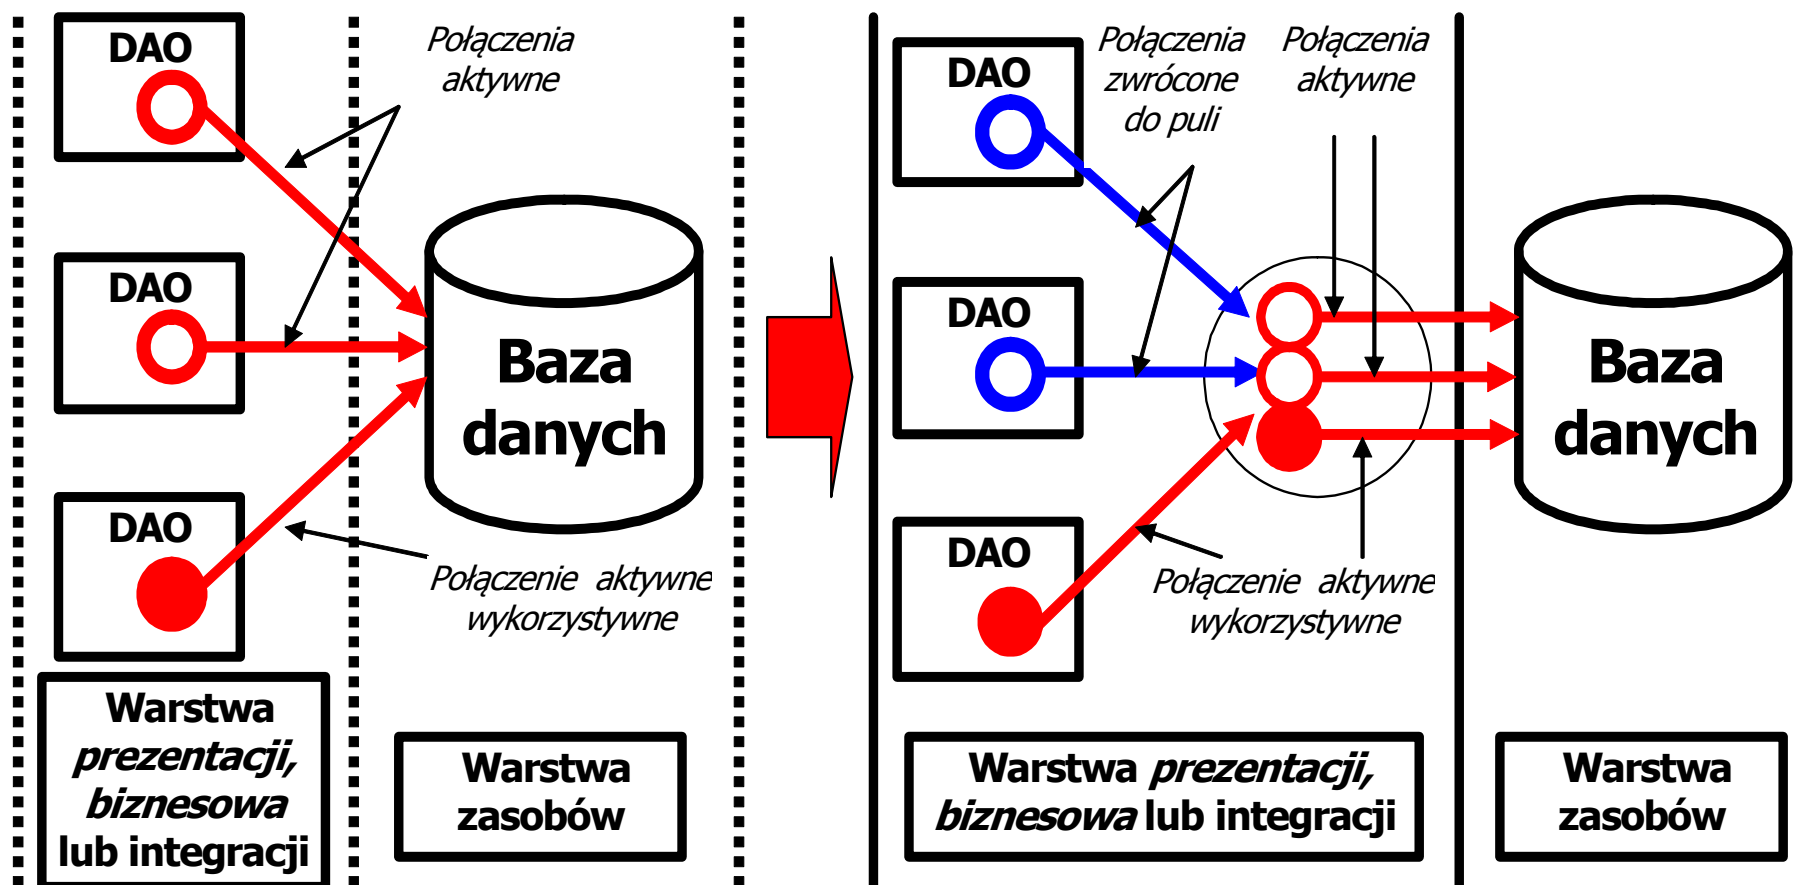 DAO
Połączenia
aktywne
DAO
DAO
Baza
danych
Połączenie aktywne
wykorzystywne
Warstwa
prezentacji,
biznesowa
lub integracji
Warstwa
zasobów
DAO
Połączenia
zwrócone
do puli
Połączenia
aktywne
DAO
DAO
Baza
danych
Połączenie aktywne
wykorzystywne
Warstwa prezentacji,
biznesowa lub integracji
Warstwa
zasobów